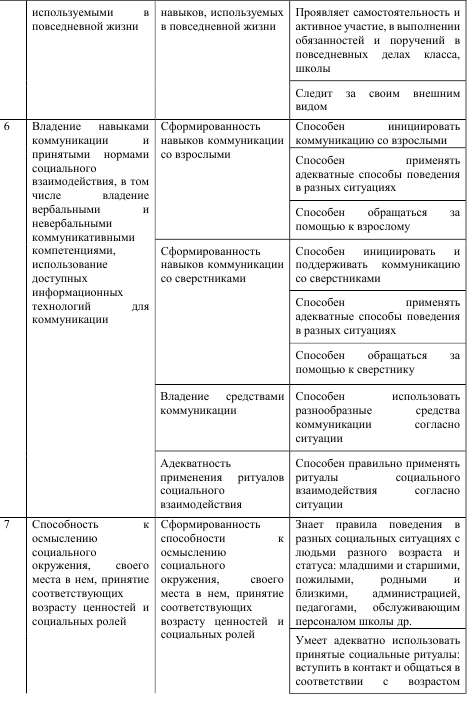 используемыми в
повседневной жизни
навыков, используемых
в повседневной жизни
Проявляет самостоятельность и
активное участие, в выполнении
обязанностей и поручений в
повседневных делах класса,
школы
Следит за своим внешним
видом
6
Владение навыками
коммуникации и
принятыми нормами
социального
взаимодействия, в том
числе владение
вербальными и
невербальными
коммуникативными
компетенциями,
использование
доступных
информационных
технологий для
коммуникации
Сформированность
навыков коммуникации
со взрослыми
Способен инициировать
коммуникацию со взрослыми
Способен применять
адекватные способы поведения
в разных ситуациях
Способен обращаться за
помощью к взрослому
Сформированность
навыков коммуникации
со сверстниками
Способен инициировать и
поддерживать коммуникацию
со сверстниками
Способен применять
адекватные способы поведения
в разных ситуациях
Способен обращаться за
помощью к сверстнику
Владение средствами
коммуникации
Способен использовать
разнообразные средства
коммуникации согласно
ситуации
Адекватность
применения ритуалов
социального
взаимодействия
Способен правильно применять
ритуалы социального
взаимодействия согласно
ситуации
7
Способность к
осмыслению
социального
окружения, своего
места в нем, принятие
соответствующих
возрасту ценностей и
социальных ролей
Сформированность
способности к
осмыслению
социального
окружения, своего
места в нем, принятие
соответствующих
возрасту ценностей и
социальных ролей
Знает правила поведения в
разных социальных ситуациях с
людьми разного возраста и
статуса: младшими и старшими,
пожилыми, родными и
близкими, администрацией,
педагогами, обслуживающим
персоналом школы др.
Умеет адекватно использовать
принятые социальные ритуалы:
вступить в контакт и общаться в
соответствии с возрастом